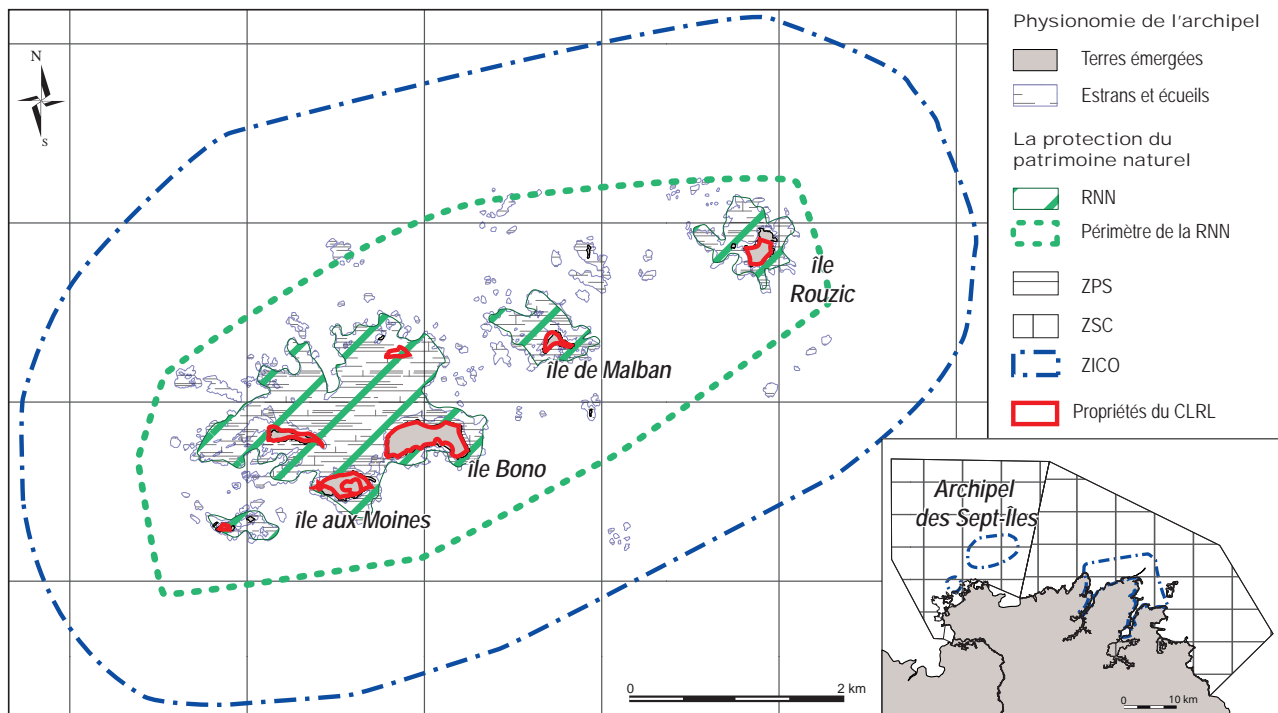 N
S
île
Rouzic
île de Malban
île Bono
île aux Moines
0 2 km
Physionomie de l'archipel
Terres émergées
Estrans et écueils
La protection du
patrimoine naturel
RNN
Périmètre de la RNN
ZPS
ZSC
ZICO
Propriétés du CLRL
Archipel
des Sept-Îles
0 10 km